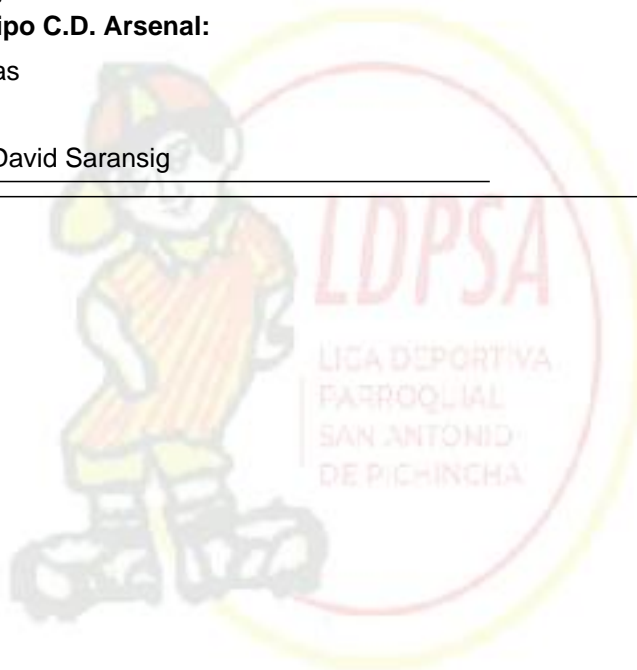 ipo C.D. Arsenal:
as
David Saransig
LDPSA
LIGA DEPORTIVA
PARROQUIAL
SAN ANTONIO
DE PICHINCHA